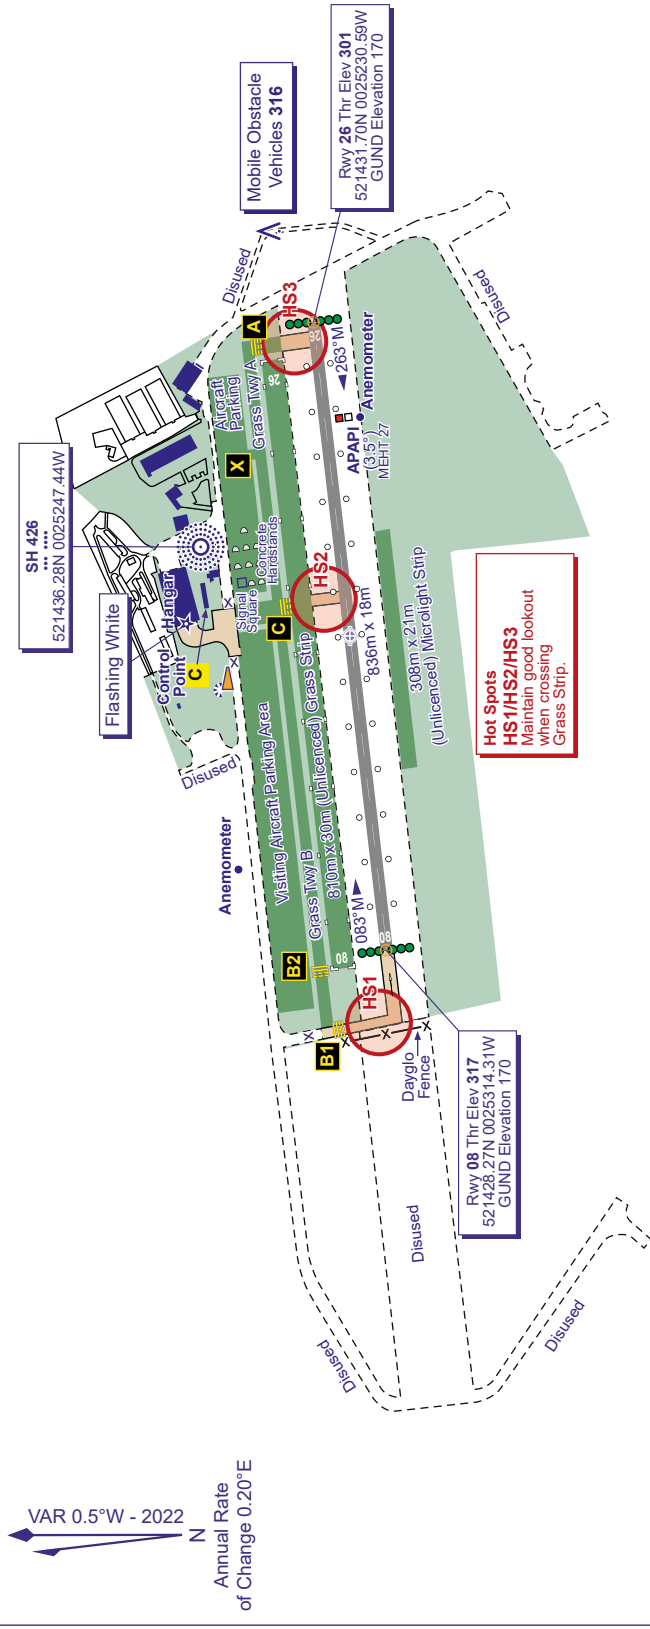 VAR 0.5°W - 2022
N
Annual Rate
of Change 0.20°E
Disused
Disused
Disused
Rwy 08 Thr Elev 317
521428.27N 0025314.31W
GUND Elevation 170
Dayglo
Fence
HS1
B1
B2
08
08
083°M
Anemometer
Disused
Visiting Aircraft Parking Area
Grass Twy B
810m x 30m (Unlicenced) Grass Strip
Flashing White
Control
Point
Hangar
C
SH 426
••• ••••
521436.28N 0025247.44W
Signal
Square
Concrete
Hardstands
C
HS2
836m x 18m
308m x 21m
(Unlicenced) Microlight Strip
Hot Spots
HS1/HS2/HS3
Maintain good lookout
when crossing
Grass Strip.
X
Aircraft
Parking
Grass Twy A
A
HS3
26
26
263°M
APAPI
(3.5°)
MEHT 27
Anemometer
Disused
Disused
Mobile Obstacle
Vehicles 316
Rwy 26 Thr Elev 301
521431.70N 0025230.59W
GUND Elevation 170